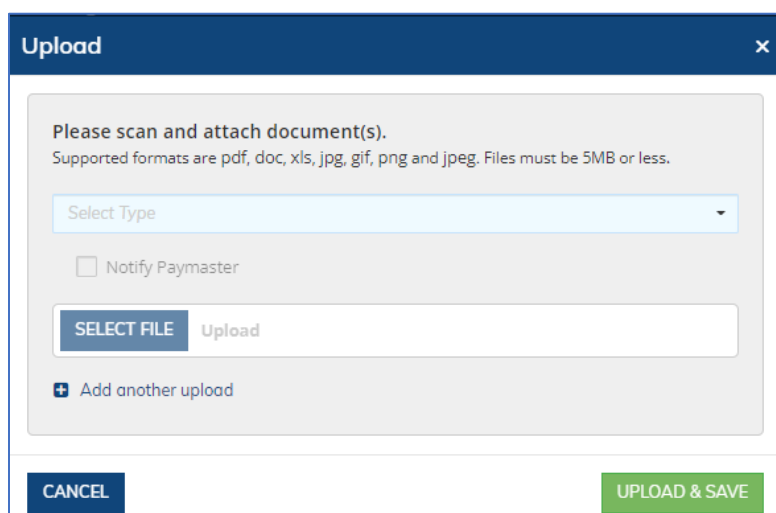 Upload
×
Please scan and attach document(s).
Supported formats are pdf, doc, xls, jpg, gif, png and jpeg. Files must be 5MB or less.
Select Type
Notify Paymaster
SELECT FILE Upload
Add another upload
CANCEL UPLOAD & SAVE